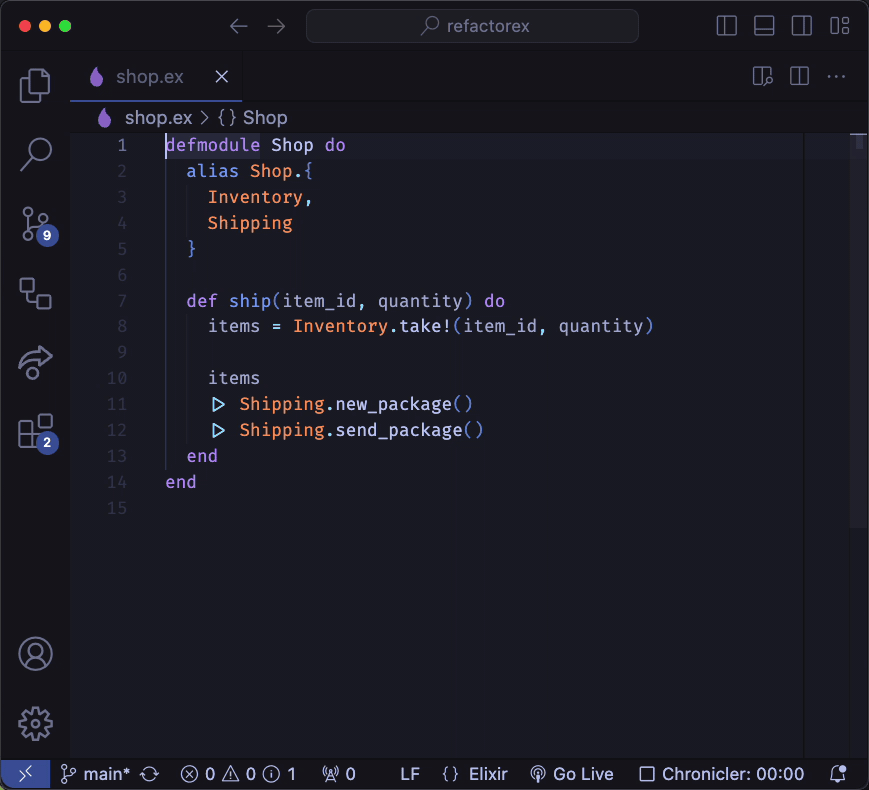 refactorex
shop.ex
shop.ex > {} Shop
1 defmodule Shop do
2 alias Shop.{
3 Inventory,
4 Shipping
5 }
6
7 def ship(item_id, quantity) do
8 items = Inventory.take!(item_id, quantity)
9
10 items
11 |> Shipping.new_package()
12 |> Shipping.send_package()
13 end
14 end
15
9
2
main* 0 0 1 0 LF {} Elixir Go Live Chronicler: 00:00